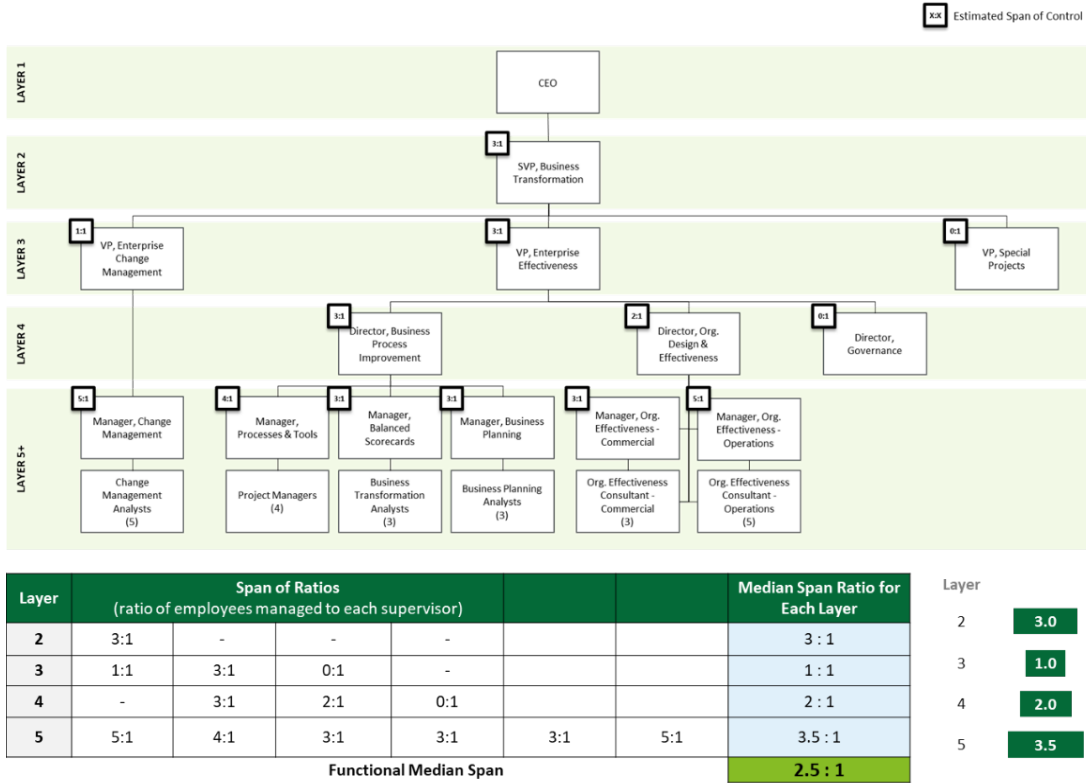 X:X Estimated Span of Control
LAYER 1
CEO
LAYER 2
3:1
SVP, Business
Transformation
LAYER 3
1:1
VP, Enterprise
Change
Management
3:1
VP, Enterprise
Effectiveness
0:1
VP, Special
Projects
LAYER 4
3:1
Director, Business
Process
Improvement
2:1
Director, Org.
Design &
Effectiveness
0:1
Director,
Governance
LAYER 5+
5:1
Manager, Change
Management
4:1
Manager,
Processes & Tools
3:1
Manager,
Balanced
Scorecards
3:1
Manager, Business
Planning
3:1
Manager, Org.
Effectiveness -
Commercial
5:1
Manager, Org.
Effectiveness -
Operations
Change
Management
Analysts
(5)
Project Managers
(4)
Business
Transformation
Analysts
(3)
Business Planning
Analysts
(3)
Org. Effectiveness
Consultant -
Commercial
(3)
Org. Effectiveness
Consultant -
Operations
(5)
Layer
Span of Ratios
(ratio of employees managed to each supervisor)
Median Span Ratio for
Each Layer
2 3:1 - - - 3 : 1
3 1:1 3:1 0:1 - 1 : 1
4 - 3:1 2:1 0:1 2 : 1
5 5:1 4:1 3:1 3:1 3:1 5:1 3.5 : 1
Functional Median Span 2.5 : 1
Layer
2 3.0
3 1.0
4 2.0
5 3.5